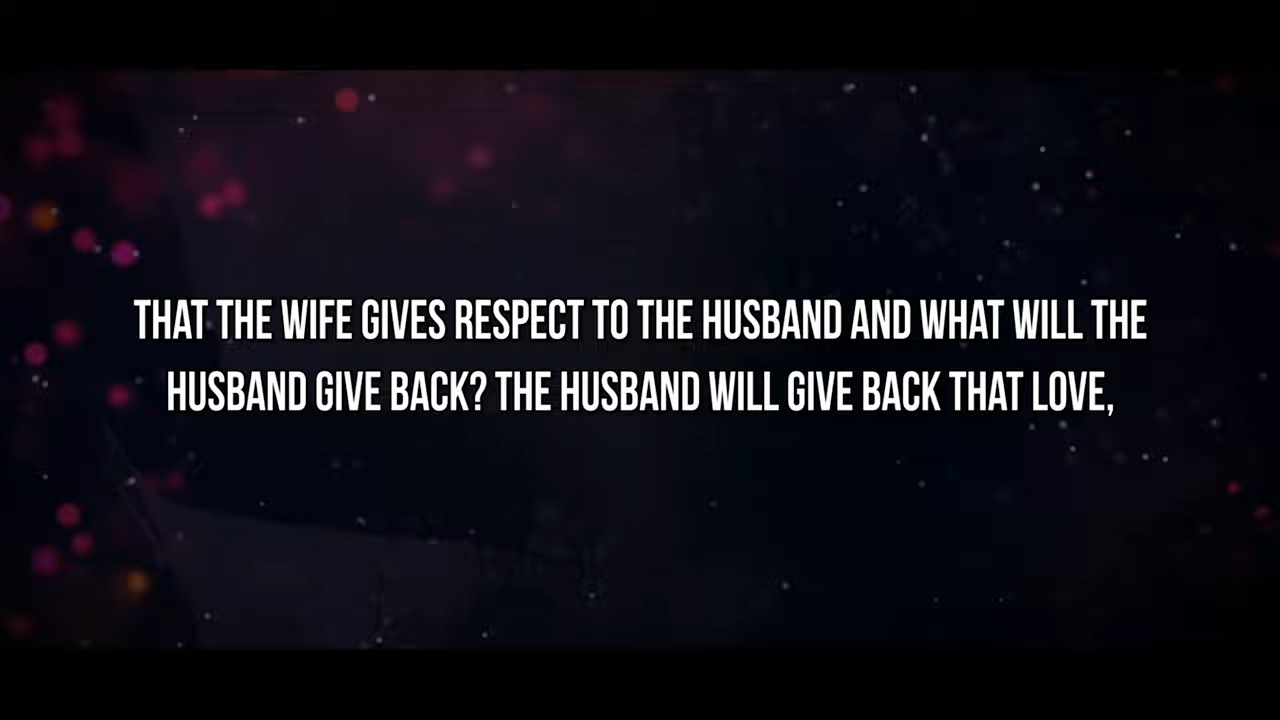 THAT THE WIFE GIVES RESPECT TO THE HUSBAND AND WHAT WILL THE
HUSBAND GIVE BACK? THE HUSBAND WILL GIVE BACK THAT LOVE,